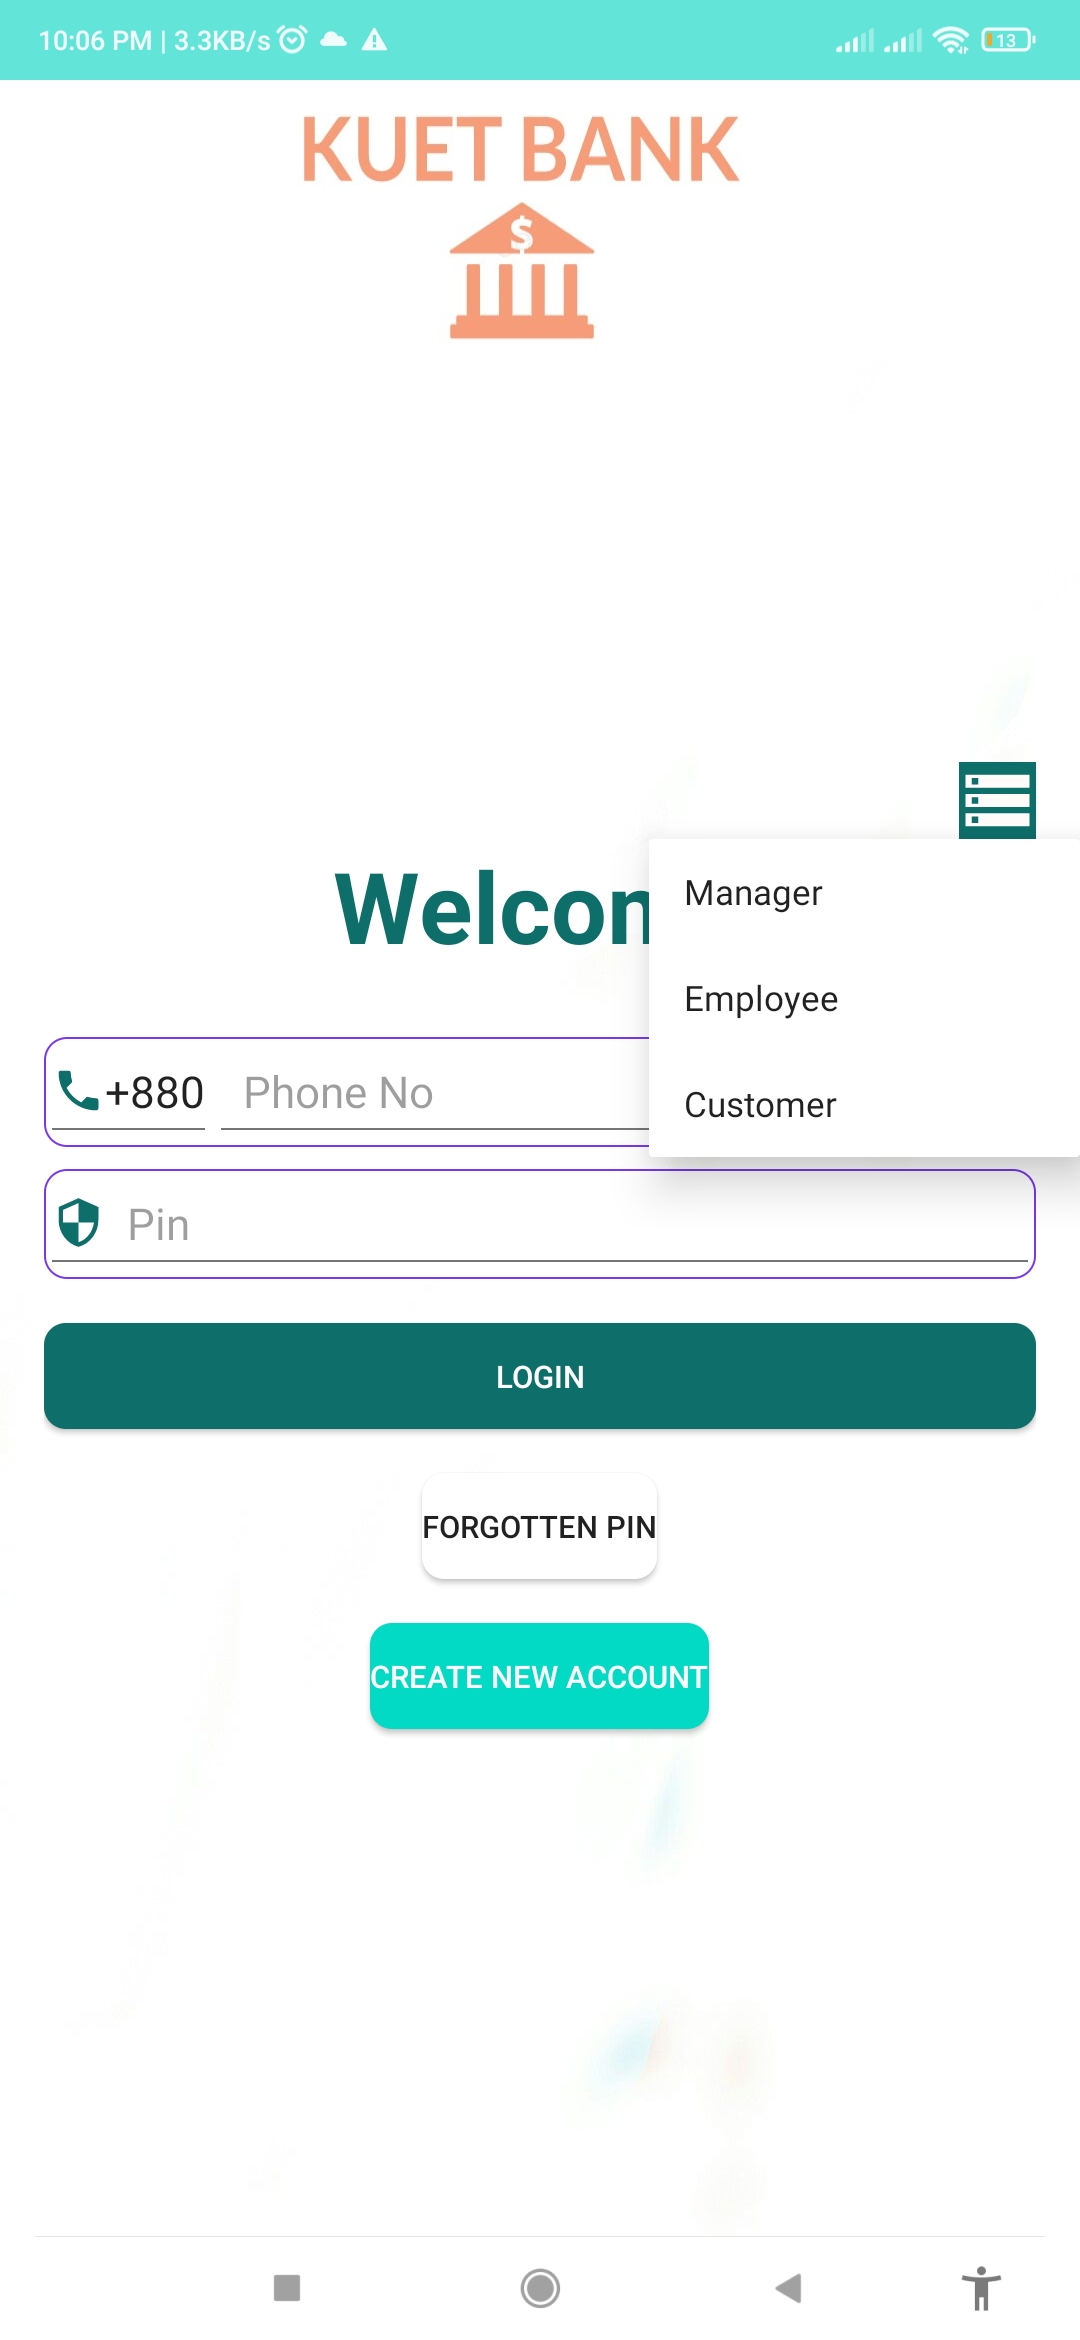 10:06 PM | 3.3KB/s
13
KUET BANK
$
Manager
Welcom
Employee
+880 Phone No
Customer
Pin
LOGIN
FORGOTTEN PIN
CREATE NEW ACCOUNT